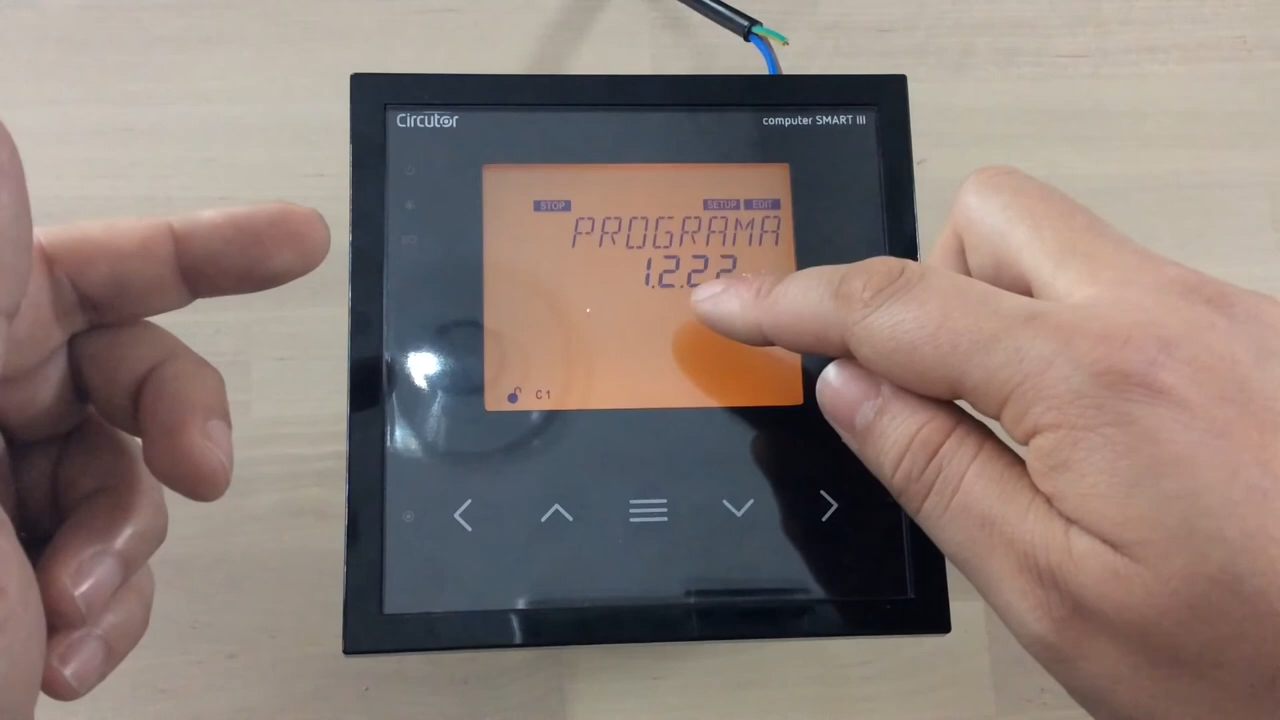 Circutor
computer SMART III
STOP
SETUP
EDIT
PROGRAMA
1.2.2.2
C1